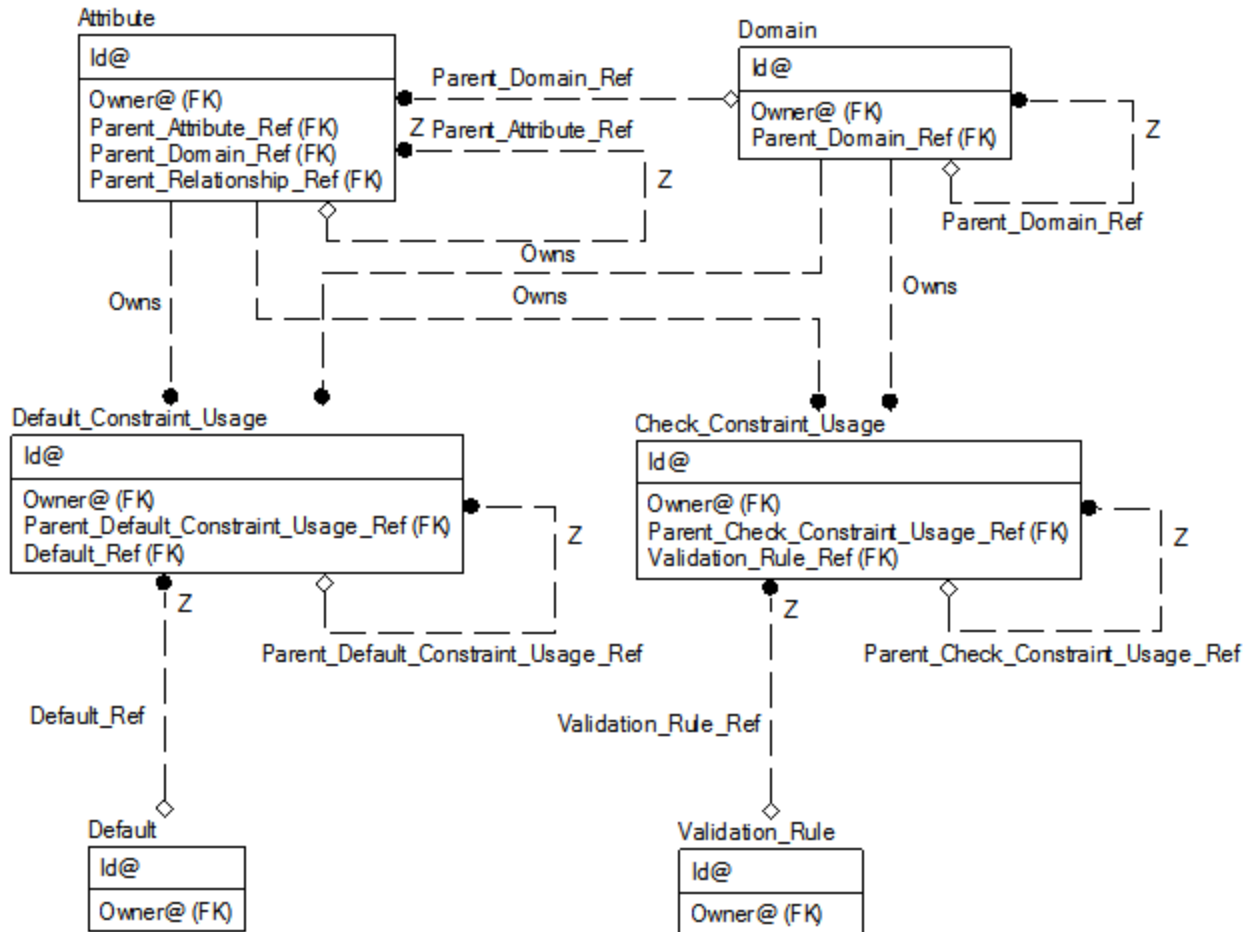 Attribute
Id@
Owner@ (FK)
Parent_Attribute_Ref (FK)
Parent_Domain_Ref (FK)
Parent_Relationship_Ref (FK)
Domain
Id@
Owner@ (FK)
Parent_Domain_Ref (FK)
Parent_Domain_Ref
Z
Parent_Attribute_Ref
Z
Z
Parent_Domain_Ref
Owns
Owns
Owns
Owns
Default_Constraint_Usage
Id@
Owner@ (FK)
Parent_Default_Constraint_Usage_Ref (FK)
Default_Ref (FK)
Z
Z
Parent_Default_Constraint_Usage_Ref
Check_Constraint_Usage
Id@
Owner@ (FK)
Parent_Check_Constraint_Usage_Ref (FK)
Validation_Rule_Ref (FK)
Z
Z
Parent_Check_Constraint_Usage_Ref
Default_Ref
Validation_Rule_Ref
Default
Id@
Owner@ (FK)
Validation_Rule
Id@
Owner@ (FK)